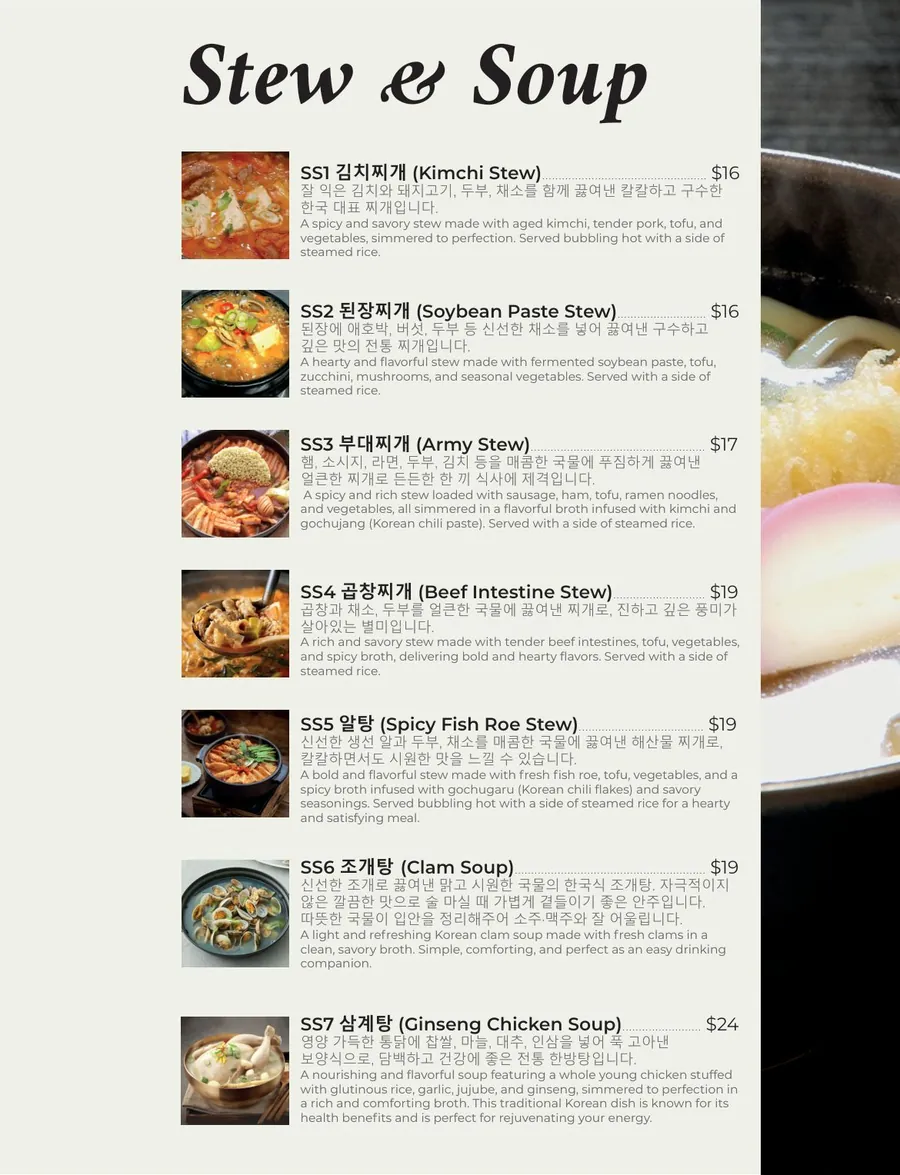 Stew & Soup
SS1 김치찌개 (Kimchi Stew) $16
잘 익은 김치와 돼지고기, 두부, 채소를 함께 끓여낸 칼칼하고 구수한
한국 대표 찌개입니다.
A spicy and savory stew made with aged kimchi, tender pork, tofu, and
vegetables, simmered to perfection. Served bubbling hot with a side of
steamed rice.
SS2 된장찌개 (Soybean Paste Stew) $16
된장에 애호박, 버섯, 두부 등 신선한 채소를 넣어 끓여낸 구수하고
깊은 맛의 전통 찌개입니다.
A hearty and flavorful stew made with fermented soybean paste, tofu,
zucchini, mushrooms, and seasonal vegetables. Served with a side of
steamed rice.
SS3 부대찌개 (Army Stew) $17
햄, 소시지, 라면, 두부, 김치 등을 매콤한 국물에 푸짐하게 끓여낸
얼큰한 찌개로 든든한 한 끼 식사에 제격입니다.
A spicy and rich stew loaded with sausage, ham, tofu, ramen noodles,
and vegetables, all simmered in a flavorful broth infused with kimchi and
gochujang (Korean chili paste). Served with a side of steamed rice.
SS4 곱창찌개 (Beef Intestine Stew) $19
곱창과 채소, 두부를 얼큰한 국물에 끓여낸 찌개로, 진하고 깊은 풍미가
살아있는 별미입니다.
A rich and savory stew made with tender beef intestines, tofu, vegetables,
and spicy broth, delivering bold and hearty flavors. Served with a side of
steamed rice.
SS5 알탕 (Spicy Fish Roe Stew) $19
신선한 생선 알과 두부, 채소를 매콤한 국물에 끓여낸 해산물 찌개로,
칼칼하면서도 시원한 맛을 느낄 수 있습니다.
A bold and flavorful stew made with fresh fish roe, tofu, vegetables, and a
spicy broth infused with gochugaru (Korean chili flakes) and savory
seasonings. Served bubbling hot with a side of steamed rice for a hearty
and satisfying meal.
SS6 조개탕 (Clam Soup) $19
신선한 조개로 끓여낸 맑고 시원한 국물의 한국식 조개탕. 자극적이지
않은 깔끔한 맛으로 술 마실 때 가볍게 곁들이기 좋은 안주입니다.
따뜻한 국물이 입안을 정리해주어 소주·맥주와 잘 어울립니다.
A light and refreshing Korean clam soup made with fresh clams in a
clean, savory broth. Simple, comforting, and perfect as an easy drinking
companion.
SS7 삼계탕 (Ginseng Chicken Soup) $24
영양 가득한 통닭에 찹쌀, 마늘, 대추, 인삼을 넣어 푹 고아낸
보양식으로, 담백하고 건강에 좋은 전통 한방탕입니다.
A nourishing and flavorful soup featuring a whole young chicken stuffed
with glutinous rice, garlic, jujube, and ginseng, simmered to perfection in
a rich and comforting broth. This traditional Korean dish is known for its
health benefits and is perfect for rejuvenating your energy.